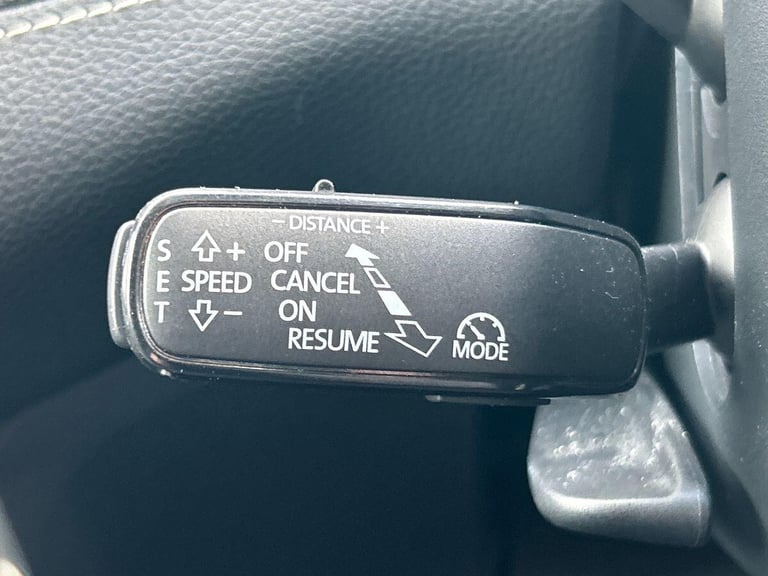 - DISTANCE +
S + OFF
E SPEED CANCEL
T - ON
RESUME
MODE